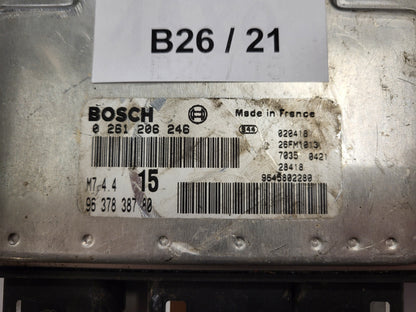 B26 / 21
BOSCH Made in France
0 261 206 246 020418
26FM1013
7035 0421
28418
9645802280
M7.4.4 15
96 378 387 80